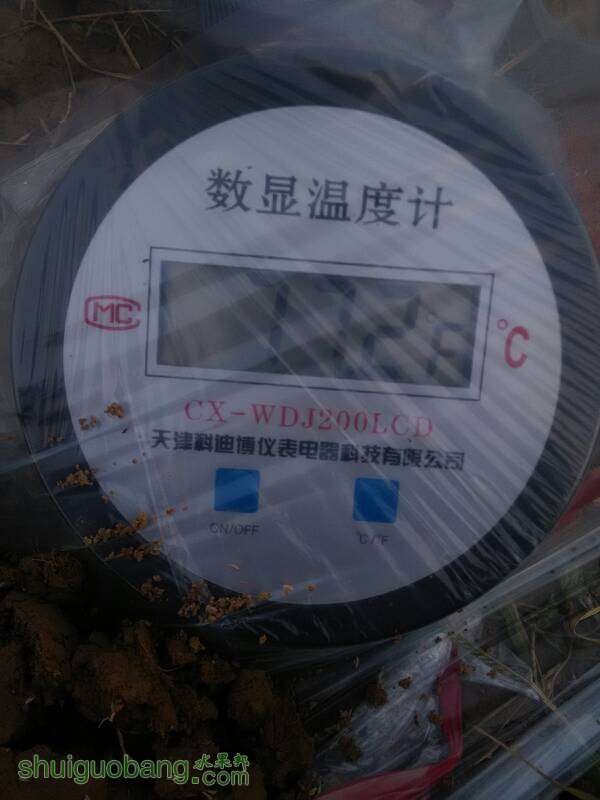 数显温度计
MC
°C
CX-WDJ200LCD
天津科迪博仪表电器科技有限公司
ON/OFF
C/°F
shuiguobang.com
水果邦